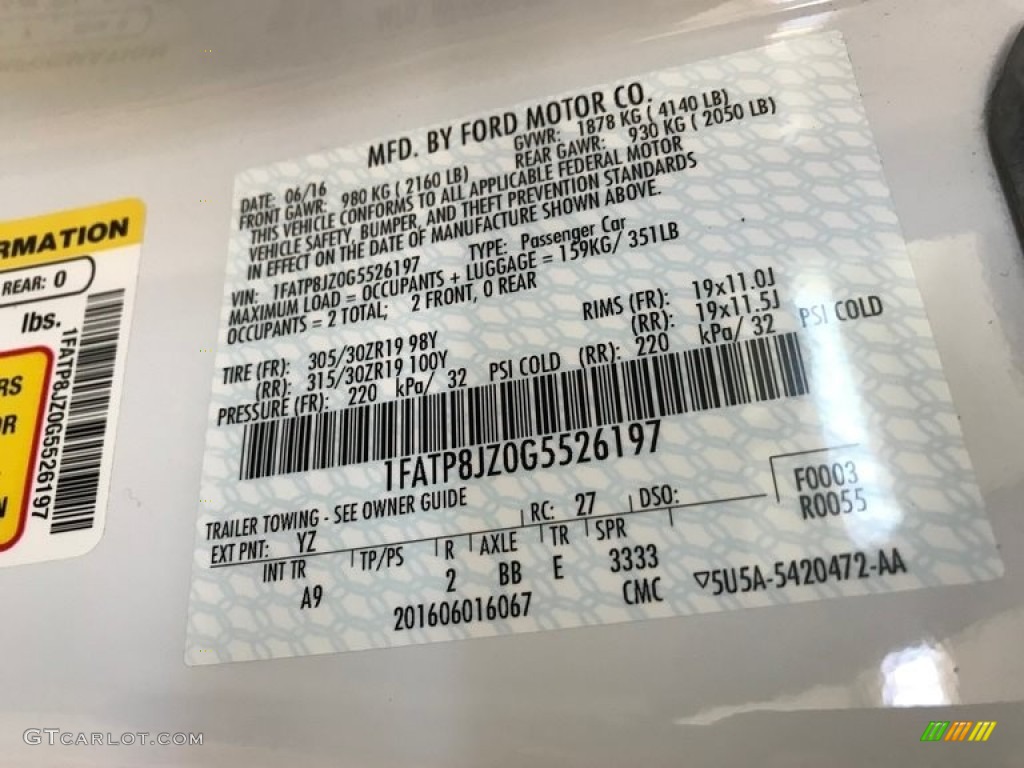 MFD. BY FORD MOTOR CO.
DATE: 06/16 GVWR: 1878 KG ( 4140 LB)
FRONT GAWR: 980 KG ( 2160 LB) REAR GAWR: 930 KG ( 2050 LB)
THIS VEHICLE CONFORMS TO ALL APPLICABLE FEDERAL MOTOR
VEHICLE SAFETY, BUMPER, AND THEFT PREVENTION STANDARDS
IN EFFECT ON THE DATE OF MANUFACTURE SHOWN ABOVE.
VIN: 1FATP8JZ0G5526197 TYPE: Passenger Car
MAXIMUM LOAD = OCCUPANTS + LUGGAGE = 159KG/ 351LB
OCCUPANTS = 2 TOTAL; 2 FRONT, 0 REAR
TIRE (FR): 305/30ZR19 98Y RIMS (FR): 19x11.0J
(RR): 315/30ZR19 100Y (RR): 19x11.5J
PRESSURE (FR): 220 kPa/ 32 PSI COLD (RR): 220 kPa/ 32 PSI COLD
1FATP8JZ0G5526197
TRAILER TOWING - SEE OWNER GUIDE
EXT PNT: YZ RC: 27 DSO:
F0003
R0055
INT TR TP/PS R AXLE TR SPR
A9 2 BB E 3333
201606016067 CMC ▽5U5A-5420472-AA
RMATION
REAR: 0
lbs.
RS
R
N
1FATP8JZ0G5526197
GTCARLOT.COM